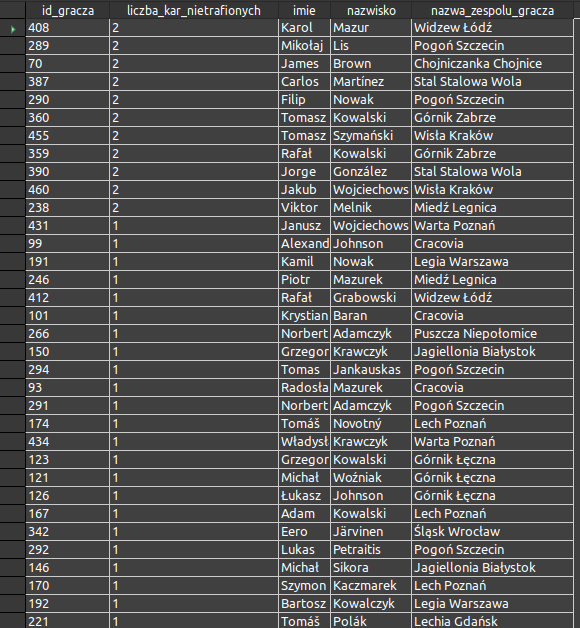 id_gracza liczba_kar_nietrafionych imie nazwisko nazwa_zespolu_gracza
408 2 Karol Mazur Widzew Łódź
289 2 Mikołaj Lis Pogoń Szczecin
70 2 James Brown Chojniczanka Chojnice
387 2 Carlos Martínez Stal Stalowa Wola
290 2 Filip Nowak Pogoń Szczecin
360 2 Tomasz Kowalski Górnik Zabrze
455 2 Tomasz Szymański Wisła Kraków
359 2 Rafał Kowalski Górnik Zabrze
390 2 Jorge González Stal Stalowa Wola
460 2 Jakub Wojciechows Wisła Kraków
238 2 Viktor Melnik Miedź Legnica
431 1 Janusz Wojciechows Warta Poznań
99 1 Alexand Johnson Cracovia
191 1 Kamil Nowak Legia Warszawa
246 1 Piotr Mazurek Miedź Legnica
412 1 Rafał Grabowski Widzew Łódź
101 1 Krystian Baran Cracovia
266 1 Norbert Adamczyk Puszcza Niepołomice
150 1 Grzegor Krawczyk Jagiellonia Białystok
294 1 Tomas Jankauskas Pogoń Szczecin
93 1 Radosła Mazurek Cracovia
291 1 Norbert Adamczyk Pogoń Szczecin
174 1 Tomáš Novotný Lech Poznań
434 1 Władysł Krawczyk Warta Poznań
123 1 Grzegor Kowalski Górnik Łęczna
121 1 Michał Woźniak Górnik Łęczna
126 1 Łukasz Johnson Górnik Łęczna
167 1 Adam Kowalski Lech Poznań
342 1 Eero Järvinen Śląsk Wrocław
292 1 Lukas Petraitis Pogoń Szczecin
146 1 Michał Sikora Jagiellonia Białystok
170 1 Szymon Kaczmarek Lech Poznań
192 1 Bartosz Kowalczyk Legia Warszawa
221 1 Tomáš Polák Lechia Gdańsk